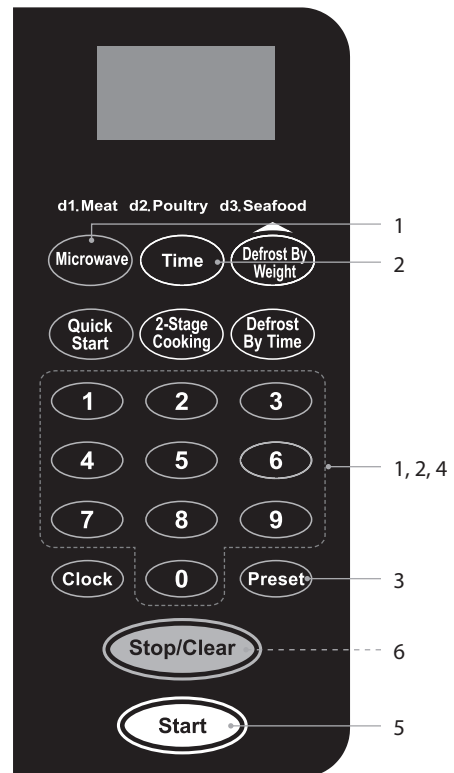 d1.Meat d2.Poultry d3.Seafood
1
Microwave Time Defrost By Weight
2
Quick Start 2-Stage Cooking Defrost By Time
1 2 3
4 5 6
1, 2, 4
7 8 9
Clock 0 Preset
3
Stop/Clear
6
Start
5